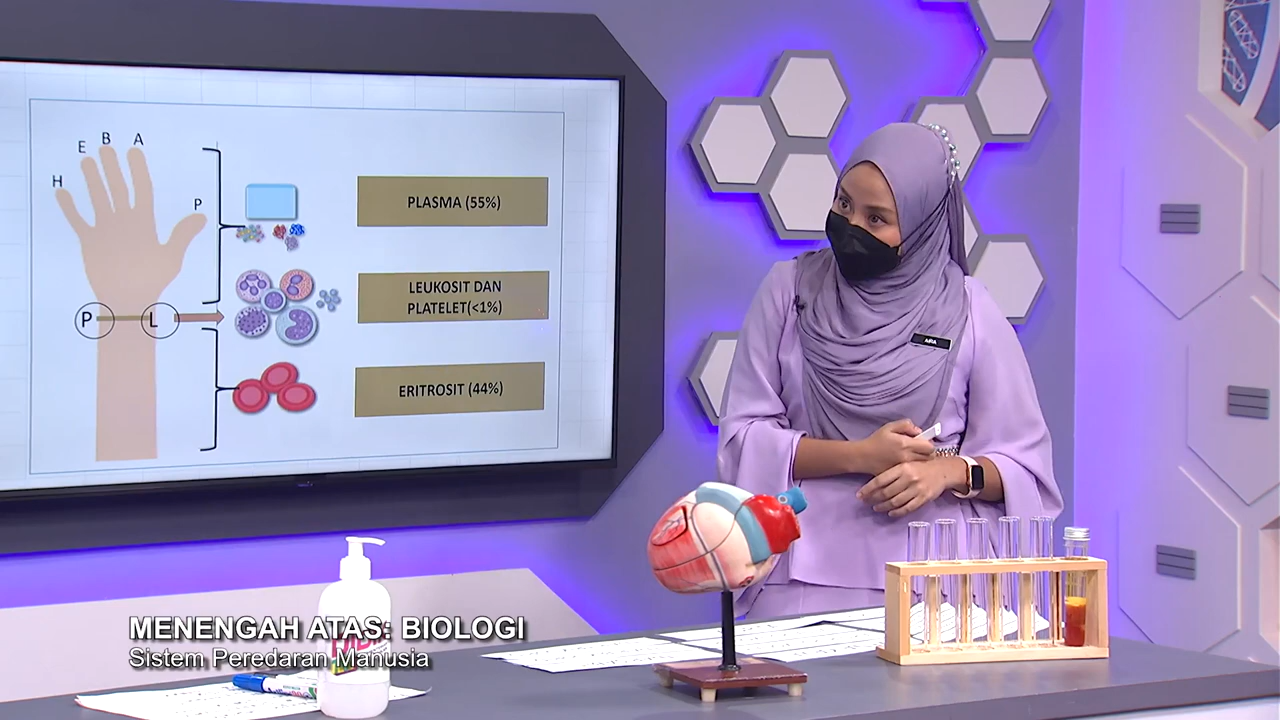 E
B
A
H
P
P
L
PLASMA (55%)
LEUKOSIT DAN
PLATELET(<1%)
ERITROSIT (44%)
MENENGAH ATAS: BIOLOGI
Sistem Peredaran Manusia